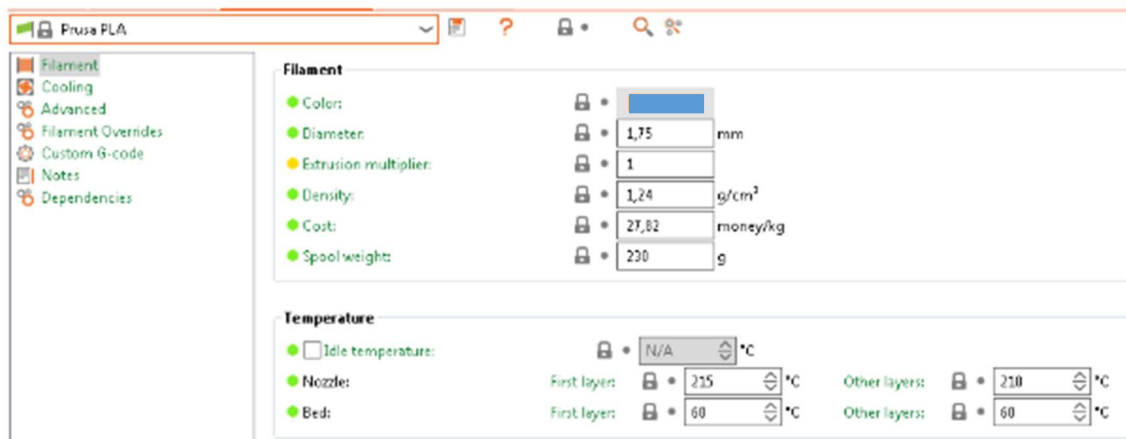 Prusa PLA
?
Filament
Cooling
Advanced
Filament Overrides
Custom G-code
Notes
Dependencies
Filament
Color:
Diameter: 1,75 mm
Extrusion multiplier: 1
Density: 1,24 g/cm³
Cost: 27,82 money/kg
Spool weight: 230 g
Temperature
Idle temperature: N/A °C
Nozzle: First layer: 215 °C Other layers: 210 °C
Bed: First layer: 60 °C Other layers: 60 °C